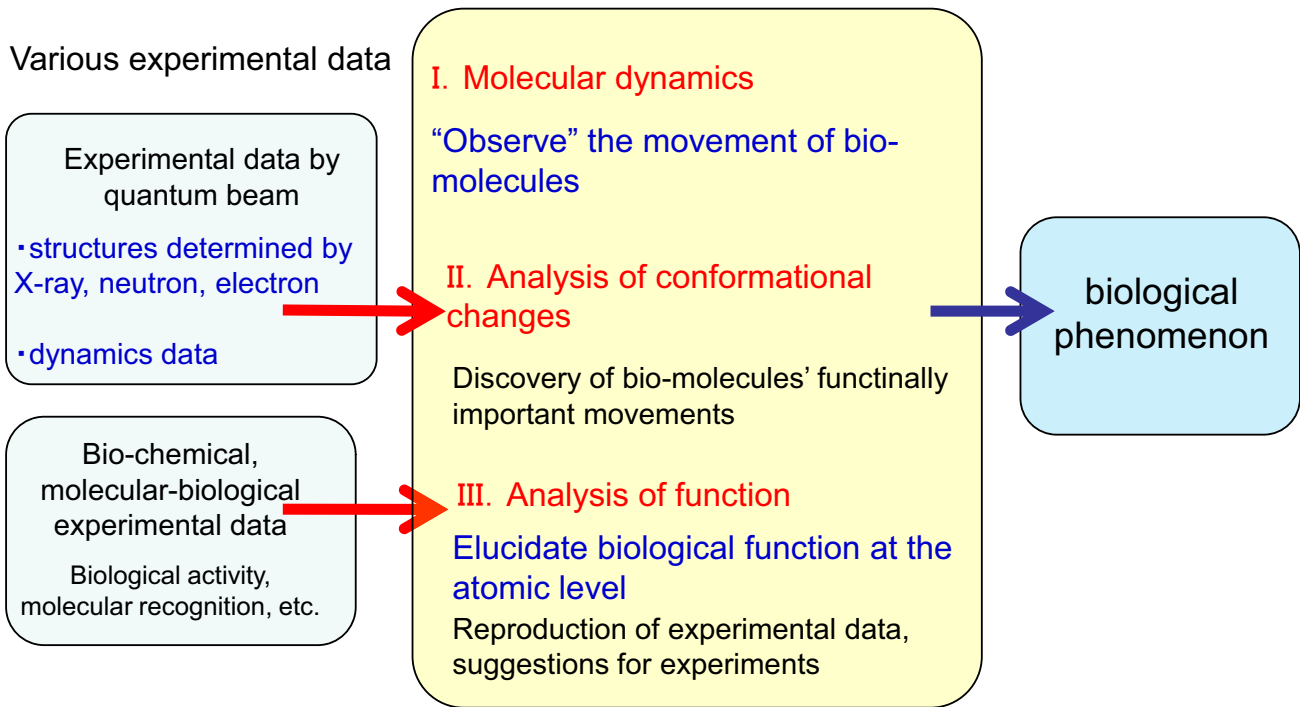 Various experimental data
Experimental data by
quantum beam
・structures determined by
X-ray, neutron, electron
・dynamics data
Bio-chemical,
molecular-biological
experimental data
Biological activity,
molecular recognition, etc.
Ⅰ. Molecular dynamics
“Observe” the movement of bio-
molecules
Ⅱ. Analysis of conformational
changes
Discovery of bio-molecules’ functinally
important movements
Ⅲ. Analysis of function
Elucidate biological function at the
atomic level
Reproduction of experimental data,
suggestions for experiments
biological
phenomenon